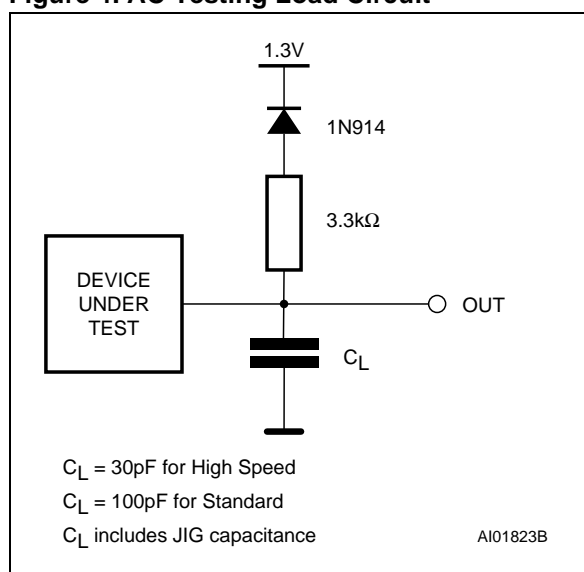 Figure 4. AC Testing Load Circuit
1.3V
1N914
3.3kΩ
DEVICE
UNDER
TEST
OUT
CL
CL = 30pF for High Speed
CL = 100pF for Standard
CL includes JIG capacitance
AI01823B